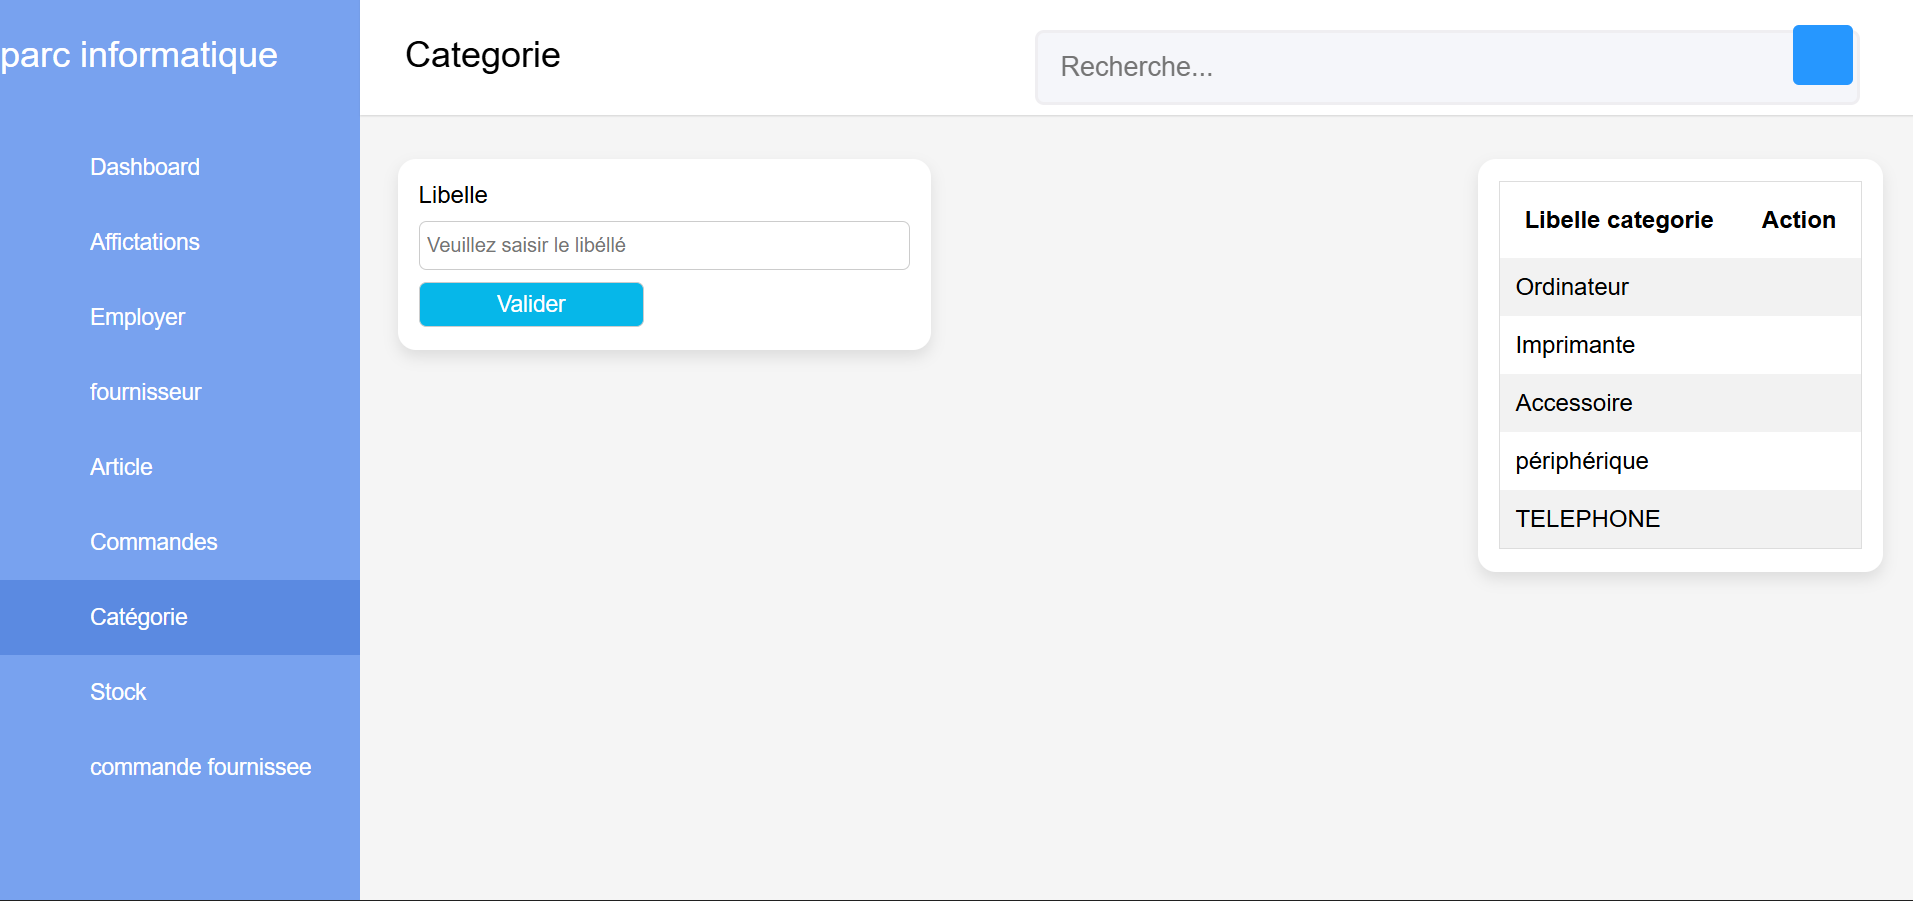 parc informatique
Dashboard
Affictations
Employer
fournisseur
Article
Commandes
Catégorie
Stock
commande fournissee
Categorie
Recherche...
Libelle
Veuillez saisir le libéllé
Valider
Libelle categorie Action
Ordinateur
Imprimante
Accessoire
périphérique
TELEPHONE